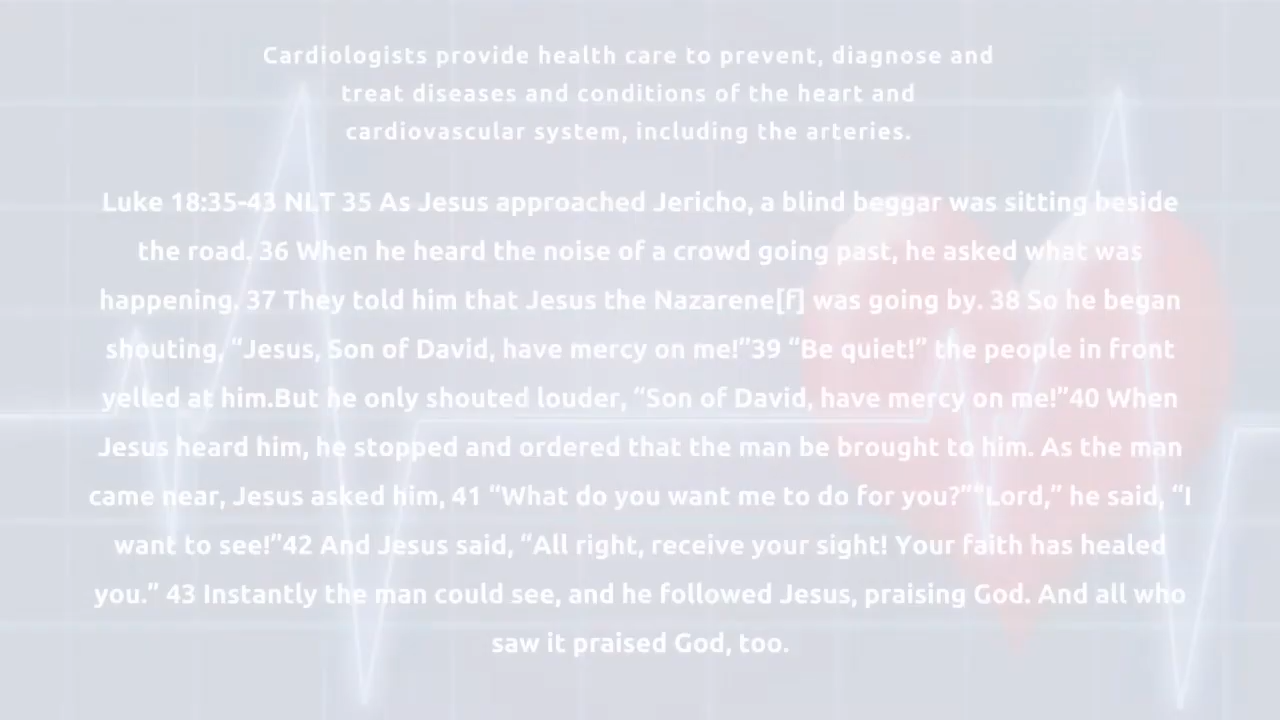 Cardiologists provide health care to prevent, diagnose and
treat diseases and conditions of the heart and
cardiovascular system, including the arteries.
Luke 18:35-43 NLT 35 As Jesus approached Jericho, a blind beggar was sitting beside
the road. 36 When he heard the noise of a crowd going past, he asked what was
happening. 37 They told him that Jesus the Nazarene[f] was going by. 38 So he began
shouting, “Jesus, Son of David, have mercy on me!”39 “Be quiet!” the people in front
yelled at him.But he only shouted louder, “Son of David, have mercy on me!”40 When
Jesus heard him, he stopped and ordered that the man be brought to him. As the man
came near, Jesus asked him, 41 “What do you want me to do for you?”“Lord,” he said, “I
want to see!”42 And Jesus said, “All right, receive your sight! Your faith has healed
you.” 43 Instantly the man could see, and he followed Jesus, praising God. And all who
saw it praised God, too.